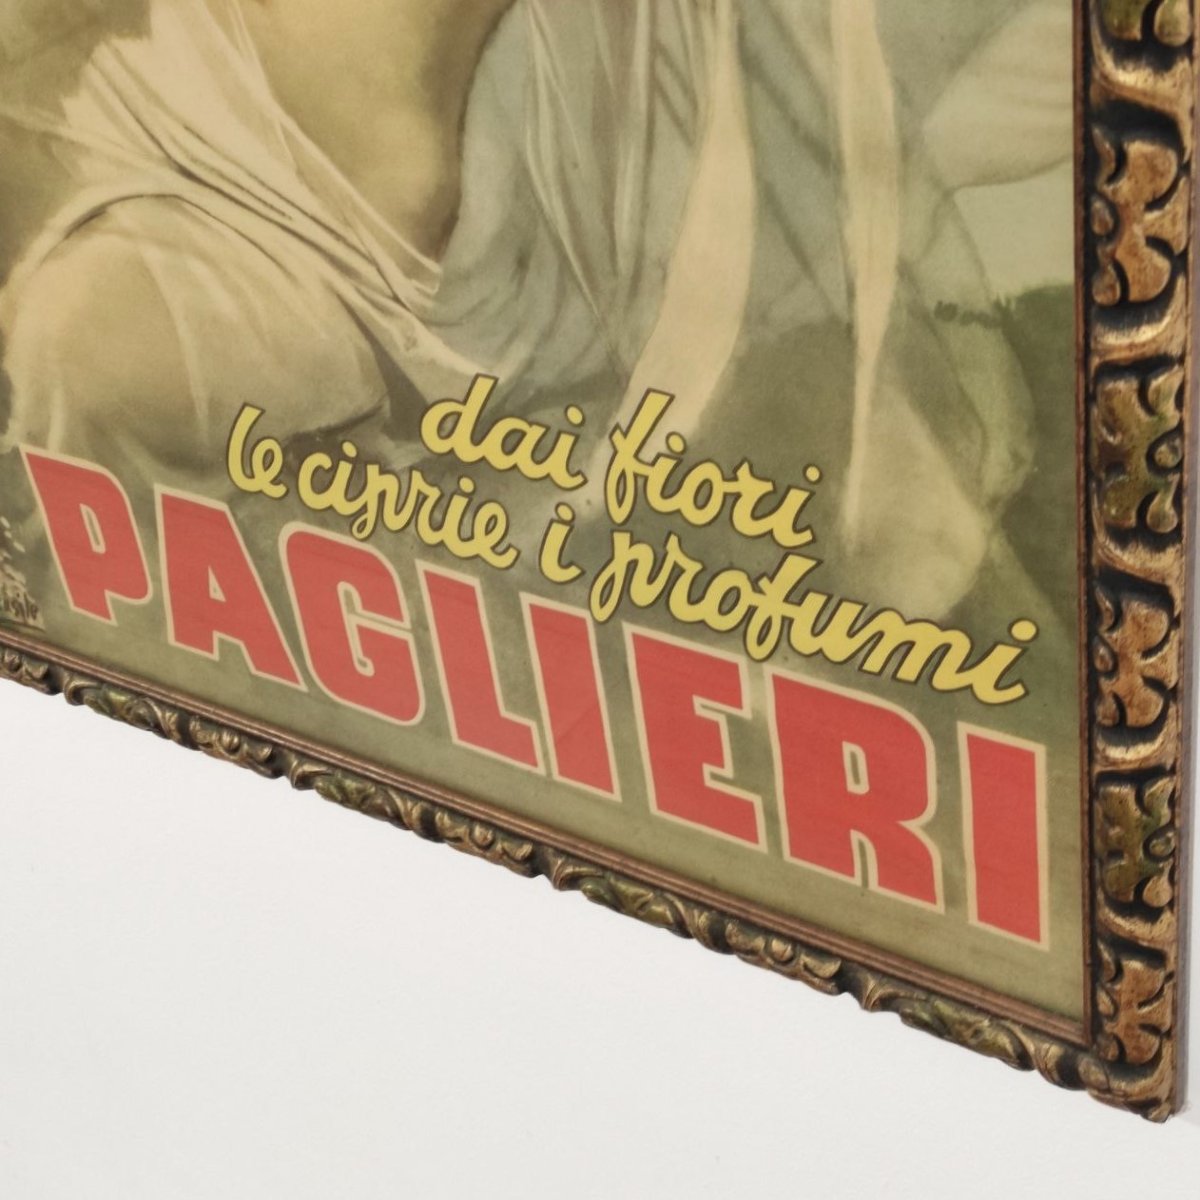 dai fiori
le ciprie i profumi
PAGLIERI